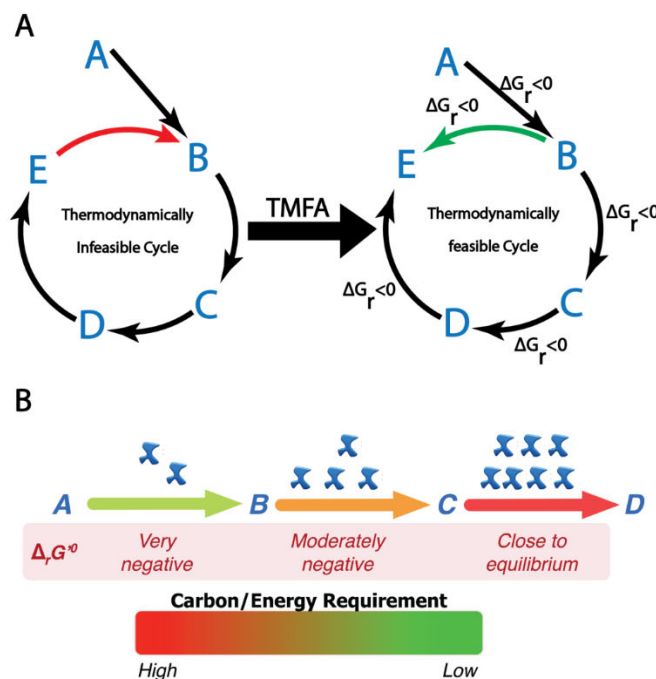 A
A
B
C
D
E
Thermodynamically
Infeasible Cycle
TMFA
A
B
C
D
E
ΔGr<0
ΔGr<0
ΔGr<0
ΔGr<0
ΔGr<0
Thermodynamically
feasible Cycle
B
A B C D
ΔrG'⁰ Very negative Moderately negative Close to equilibrium
Carbon/Energy Requirement
High Low